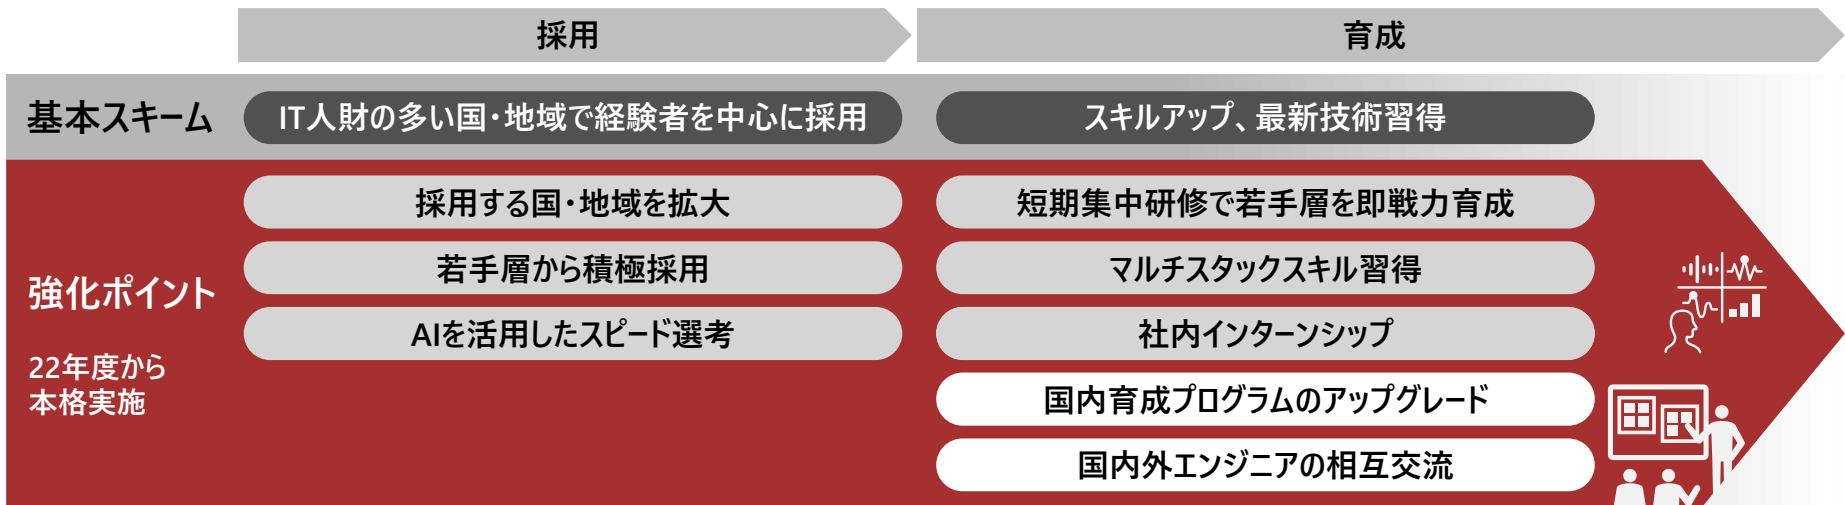 採用
育成
基本スキーム
IT人財の多い国・地域で経験者を中心に採用
スキルアップ、最新技術習得
強化ポイント
22年度から
本格実施
採用する国・地域を拡大
若手層から積極採用
AIを活用したスピード選考
短期集中研修で若手層を即戦力育成
マルチスタックスキル習得
社内インターンシップ
国内育成プログラムのアップグレード
国内外エンジニアの相互交流